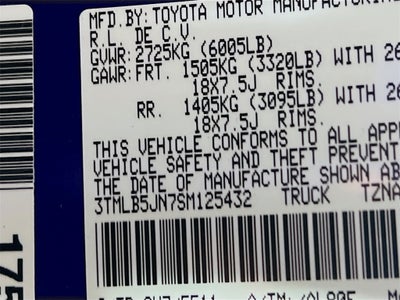 MFD.BY: TOYOTA MOTOR MANUFACTURIN
R.L. DE C.V.
GVWR: 2725KG (6005LB)
GAWR: FRT. 1505KG (3320LB) WITH 26
18X7.5J RIMS.
RR. 1405KG (3095LB) WITH 26
18X7.5J RIMS.
THIS VEHICLE CONFORMS TO ALL APP
VEHICLE SAFETY AND THEFT PREVENT
THE DATE OF MANUFACTURE SHOWN AB
3TMLB5JN7SM125432 TRUCK TZNA
175